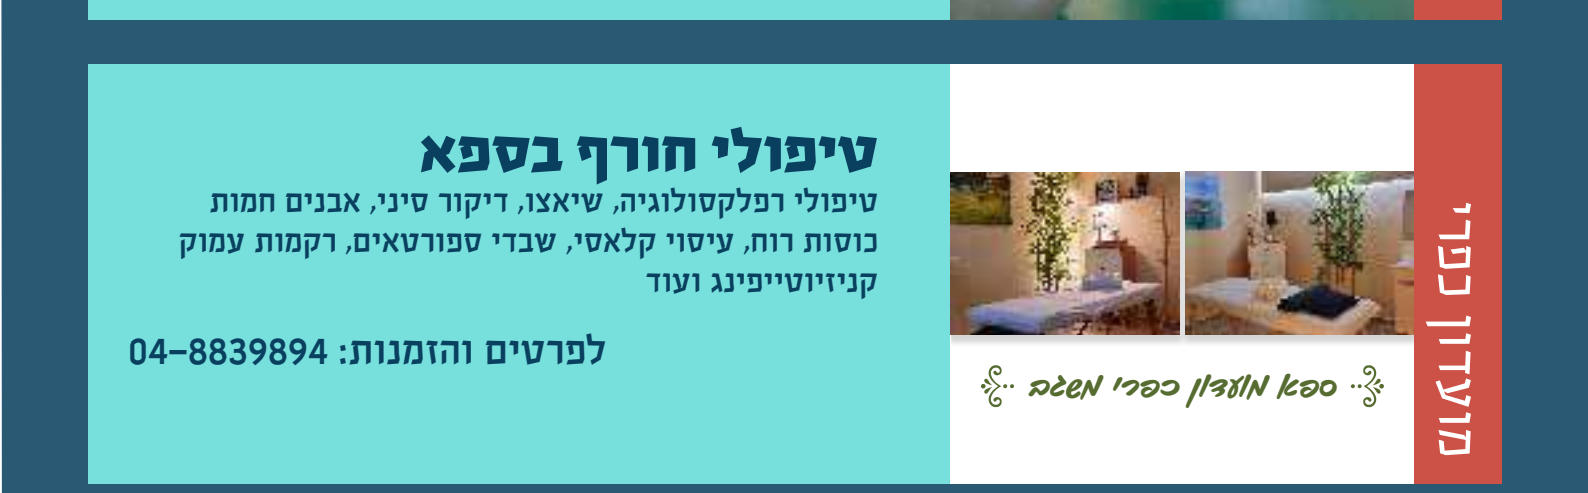 מועדון כפרי
ספא מועדון כפרי משגב
טיפולי חורף בספא
טיפולי רפלקסולוגיה, שיאצו, דיקור סיני, אבנים חמות
כוסות רוח, עיסוי קלאסי, שבדי ספורטאים, רקמות עמוק
קניזיוטייפינג ועוד
לפרטים והזמנות: 04-8839894